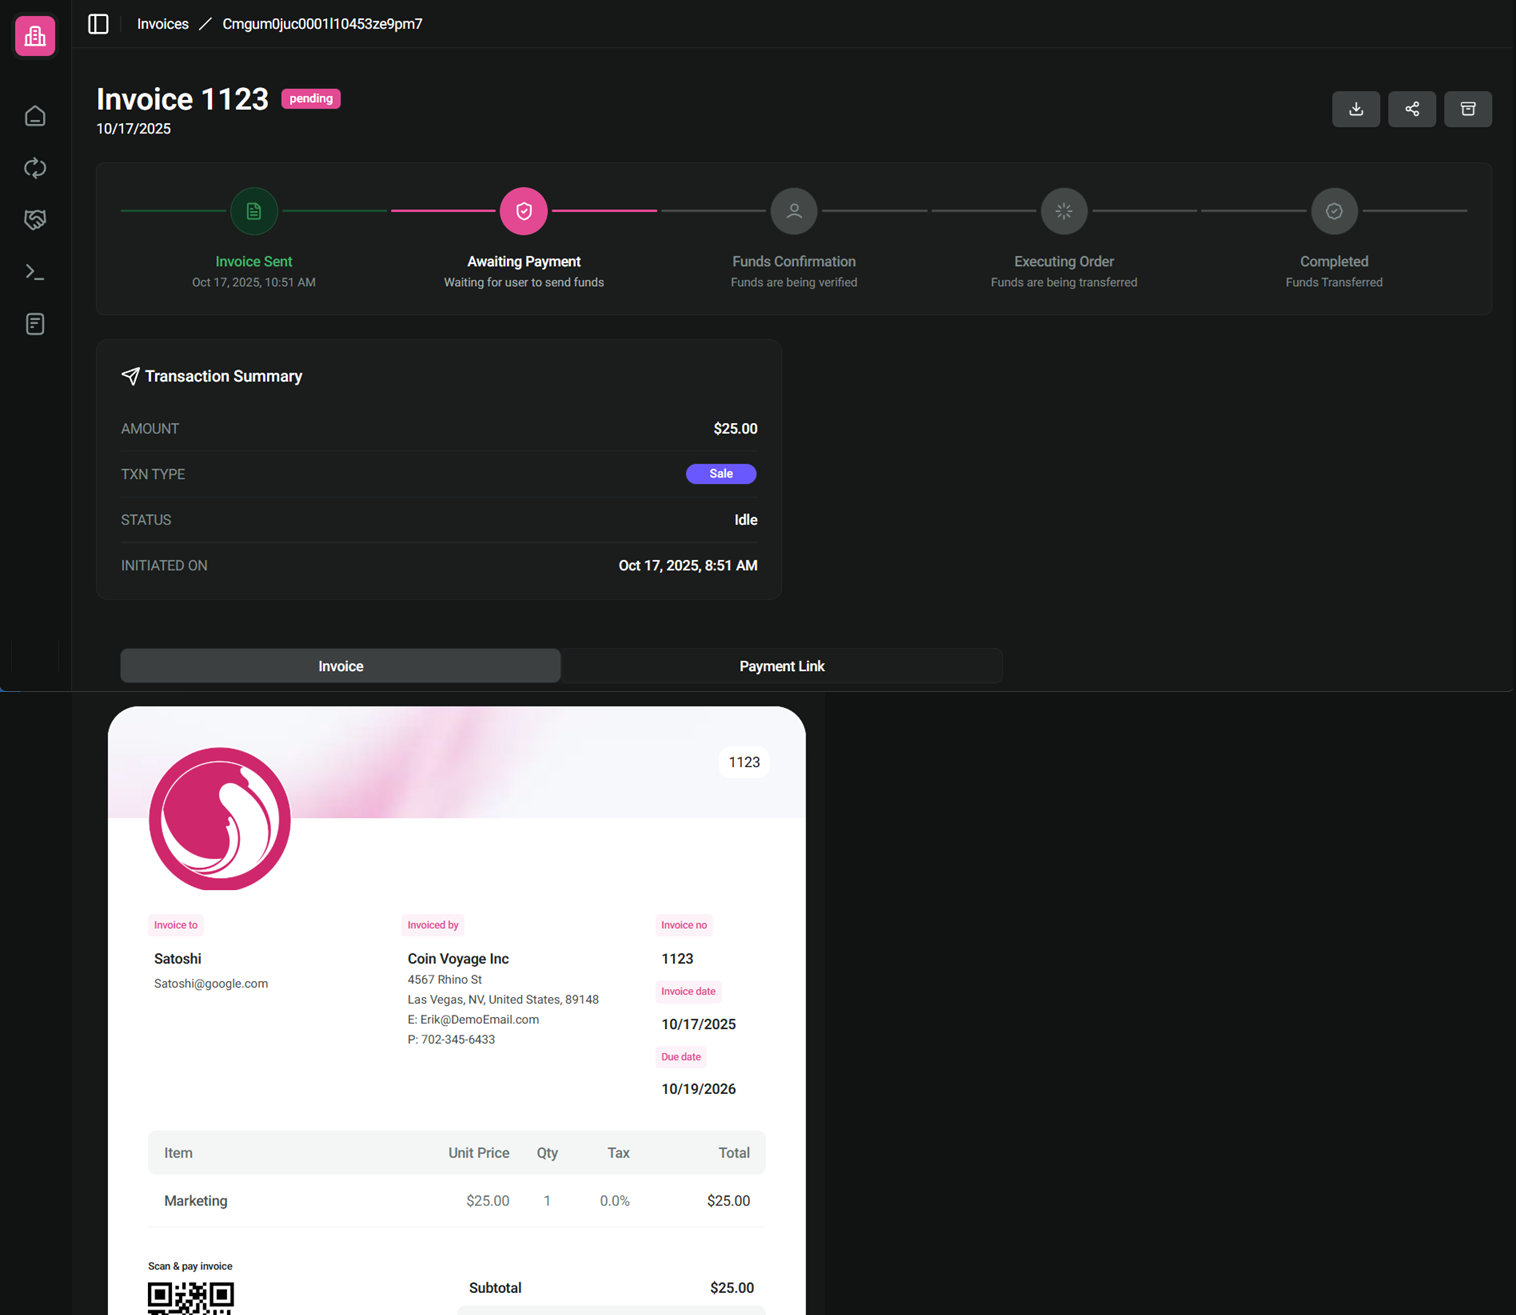 Invoices / Cmgum0juc0001l10453ze9pm7
Invoice 1123 pending
10/17/2025
Invoice Sent
Oct 17, 2025, 10:51 AM
Awaiting Payment
Waiting for user to send funds
Funds Confirmation
Funds are being verified
Executing Order
Funds are being transferred
Completed
Funds Transferred
Transaction Summary
AMOUNT $25.00
TXN TYPE Sale
STATUS Idle
INITIATED ON Oct 17, 2025, 8:51 AM
Invoice Payment Link
1123
Invoice to
Satoshi
Satoshi@google.com
Invoiced by
Coin Voyage Inc
4567 Rhino St
Las Vegas, NV, United States, 89148
E: Erik@DemoEmail.com
P: 702-345-6433
Invoice no
1123
Invoice date
10/17/2025
Due date
10/19/2026
Item Unit Price Qty Tax Total
Marketing $25.00 1 0.0% $25.00
Scan & pay invoice
Subtotal $25.00